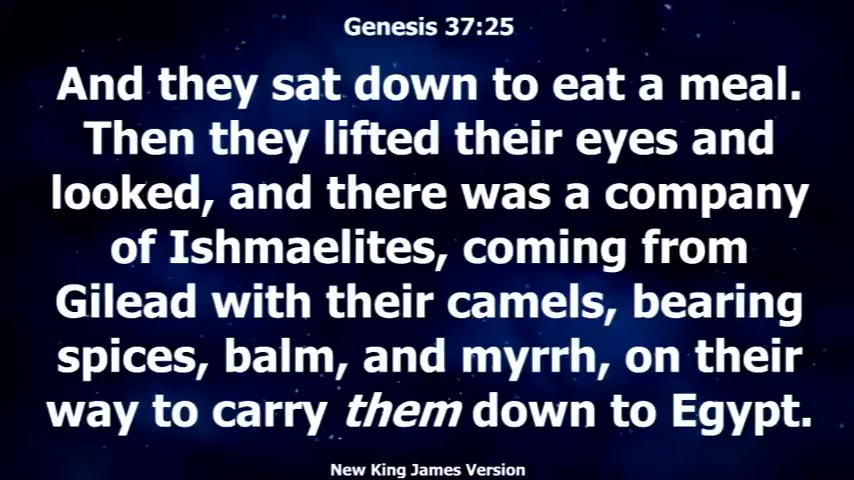 Genesis 37:25
And they sat down to eat a meal.
Then they lifted their eyes and
looked, and there was a company
of Ishmaelites, coming from
Gilead with their camels, bearing
spices, balm, and myrrh, on their
way to carry them down to Egypt.
New King James Version